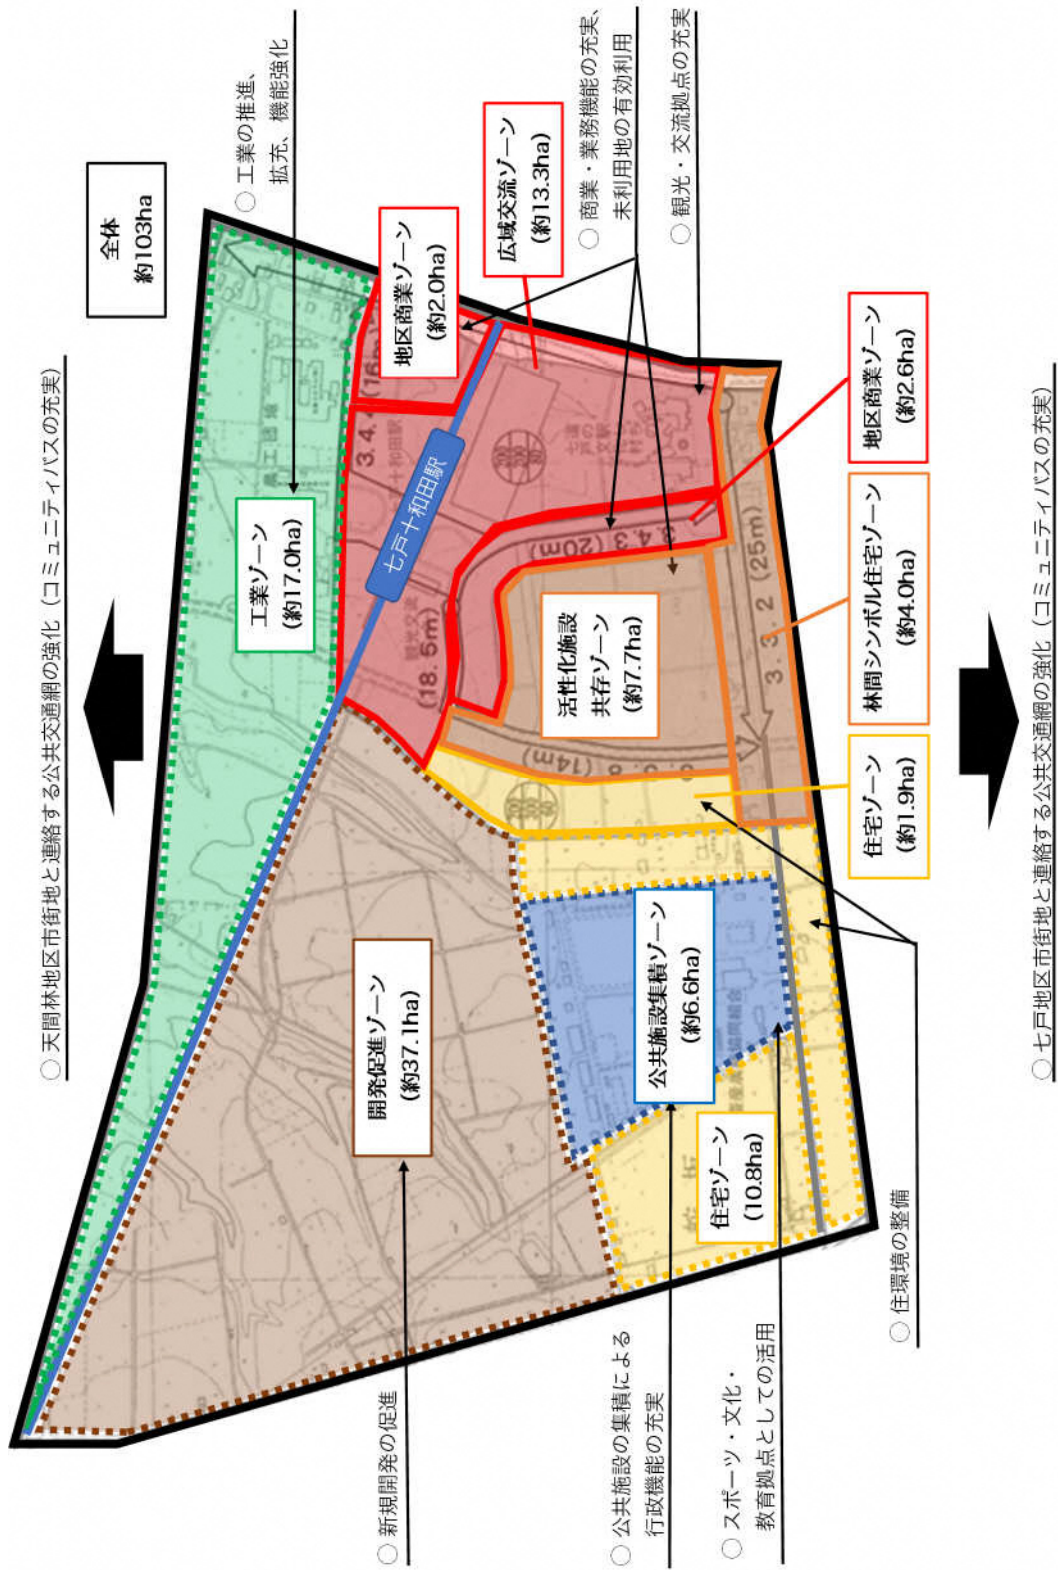 ○ 天間林地区市街地と連絡する公共交通網の強化（コミュニティバスの充実）
全体
約103ha
○ 工業の推進、
拡充、機能強化
○ 新規開発の促進
工業ゾーン
（約17.0ha）
地区商業ゾーン
（約2.0ha）
広域交流ゾーン
（約13.3ha）
○ 商業・業務機能の充実、
未利用地の有効利用
○ 観光・交流拠点の充実
七戸十和田駅
開発促進ゾーン
（約37.1ha）
活性化施設
共存ゾーン
（約7.7ha）
(18.5m)
3.4.3 (20m)
(14m)
3.3.2 (25m)
公共施設集積ゾーン
（約6.6ha）
住宅ゾーン
（10.8ha）
住宅ゾーン
（約1.9ha）
林間シンボル住宅ゾーン
（約4.0ha）
地区商業ゾーン
（約2.6ha）
○ 公共施設の集積による
行政機能の充実
○ スポーツ・文化・
教育拠点としての活用
○ 住環境の整備
○ 七戸地区市街地と連絡する公共交通網の強化（コミュニティバスの充実）